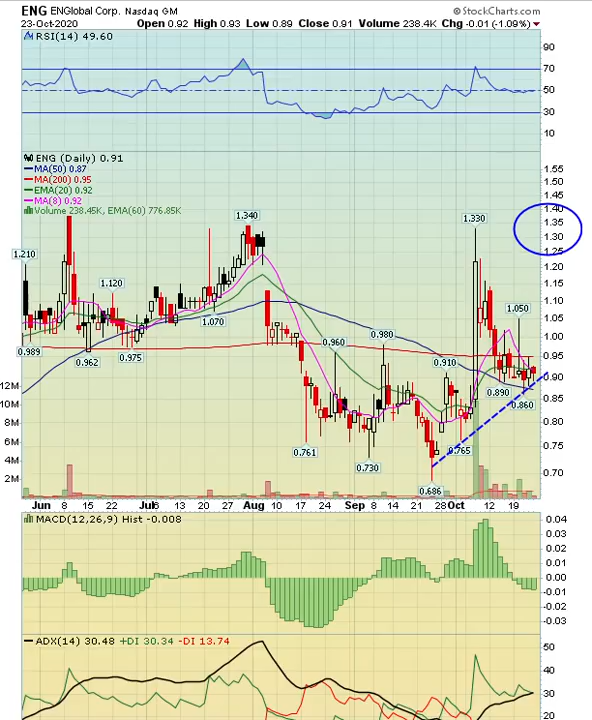 ENG ENGlobal Corp. Nasdaq GM © StockCharts.com
23-Oct-2020 Open 0.92 High 0.93 Low 0.89 Close 0.91 Volume 238.4K Chg -0.01 (-1.09%)
RSI(14) 49.60
90
70
50
30
10
ENG (Daily) 0.91
MA(50) 0.87
MA(200) 0.95
EMA(20) 0.92
MA(8) 0.92
Volume 238.45K, EMA(60) 776.85K
1.55
1.50
1.45
1.40
1.35
1.30
1.25
1.20
1.15
1.10
1.05
1.00
0.95
0.90
0.85
0.80
0.75
0.70
1.340
1.330
1.210
1.120
1.070
1.050
0.989
0.962
0.975
0.960
0.980
0.910
0.890
0.860
0.761
0.730
0.765
0.686
12M
10M
8M
6M
4M
2M
Jun 8 15 22 Jul 6 13 20 27 Aug 10 17 24 Sep 8 14 21 28 Oct 12 19
MACD(12,26,9) Hist -0.008
0.04
0.03
0.02
0.01
0.00
-0.01
-0.02
-0.03
ADX(14) 30.48 +DI 30.34 -DI 13.74
50
40
30
20